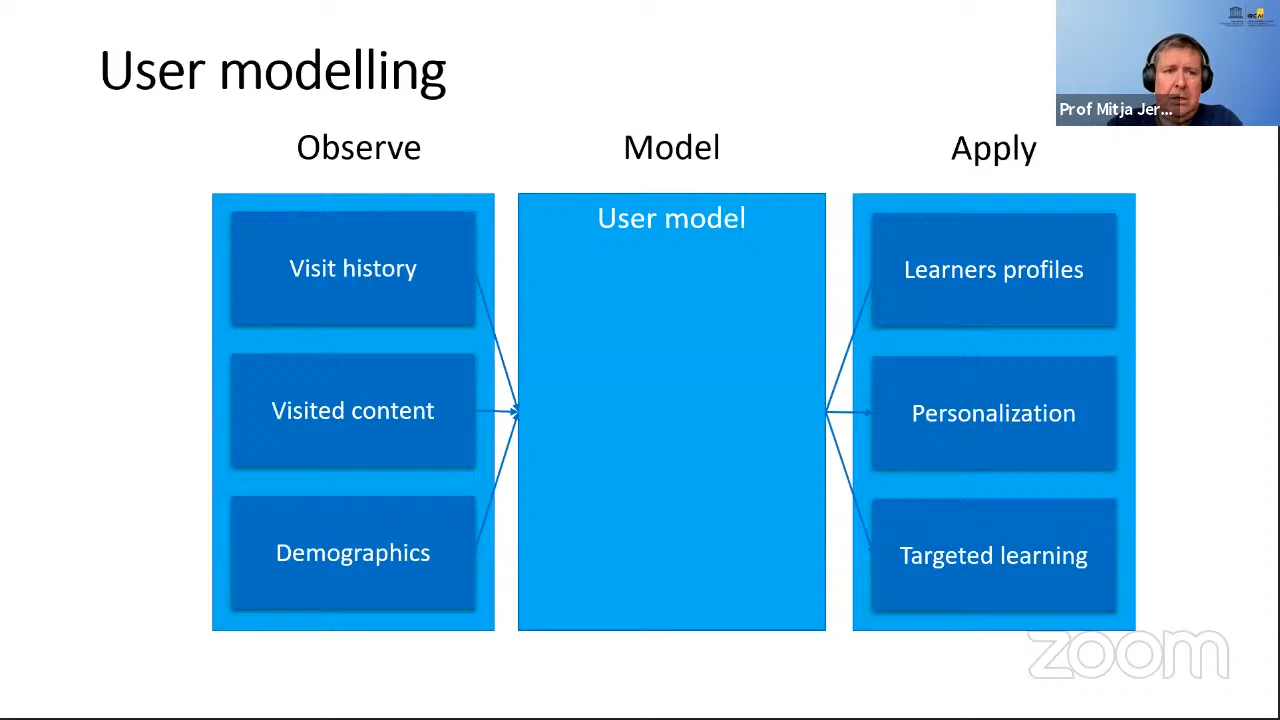 User modelling
Prof Mitja Jer...
Observe
Model
Apply
Visit history
Visited content
Demographics
User model
Learners profiles
Personalization
Targeted learning
zoom